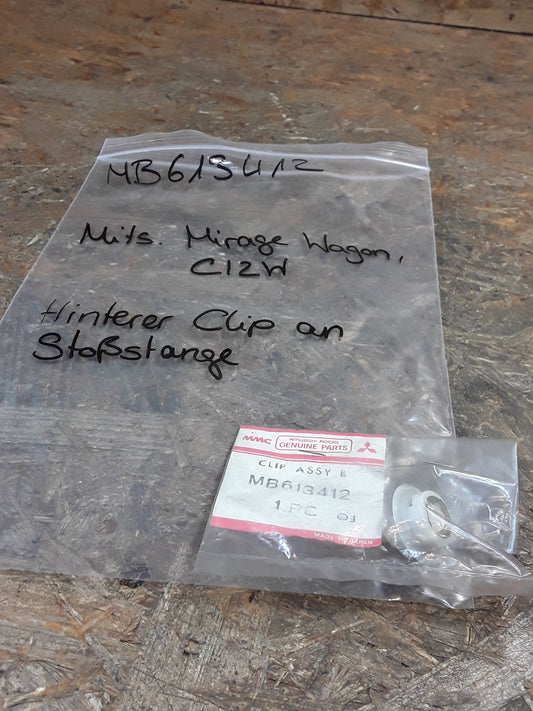 MB613412
Mits. Mirage Wagon,
C12W
Hinterer Clip an
Stoßstange
MMC MITSUBISHI MOTORS
GENUINE PARTS
CLIP ASSY B
MB613412
1 PC OJ
MADE IN JAPAN